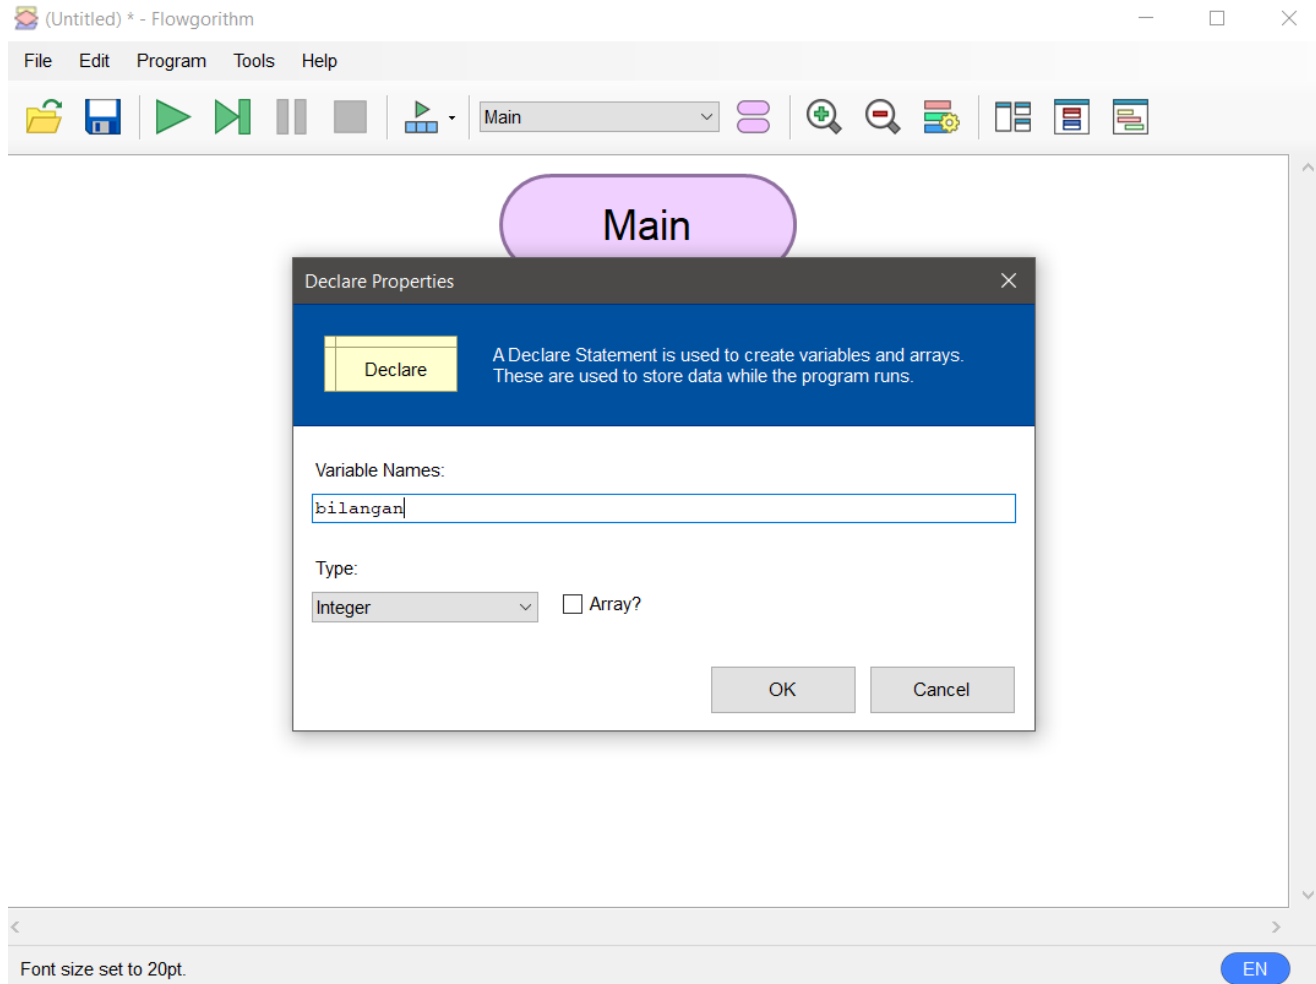 (Untitled) * - Flowgorithm
File Edit Program Tools Help
Main
Main
Declare Properties
Declare
A Declare Statement is used to create variables and arrays.
These are used to store data while the program runs.
Variable Names:
bilangan
Type:
Integer
Array?
OK Cancel
Font size set to 20pt.
EN